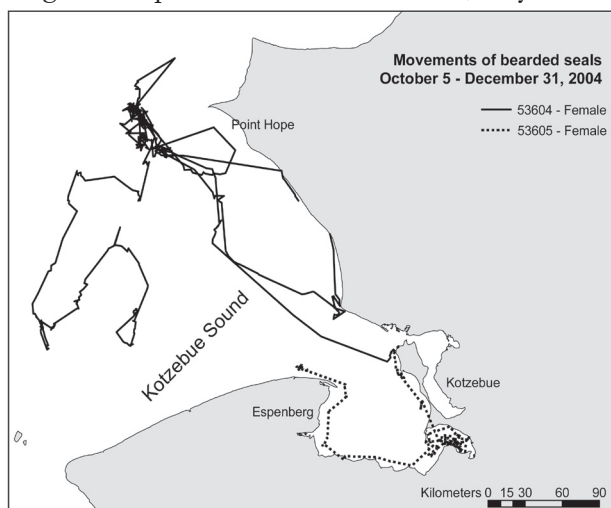 Movements of bearded seals
October 5 - December 31, 2004
53604 - Female
53605 - Female
Point Hope
Kotzebue Sound
Kotzebue
Espenberg
Kilometers 0 15 30 60 90